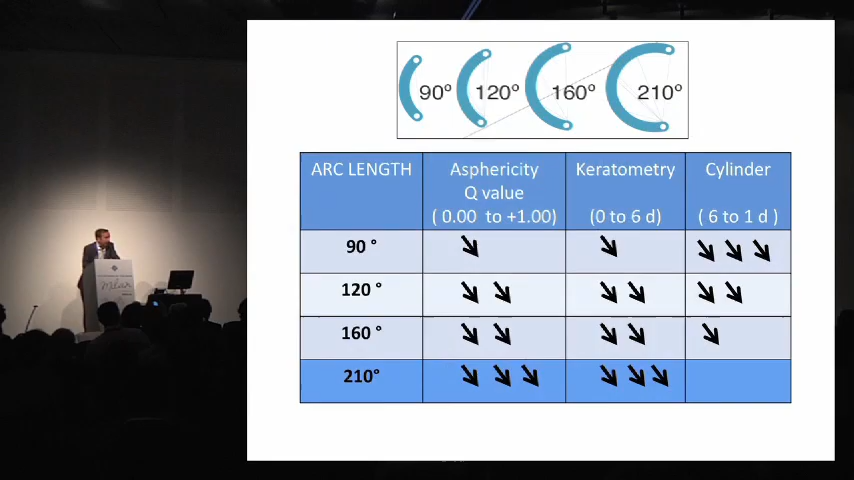 90º 120º 160º 210º
ARC LENGTH Asphericity Keratometry Cylinder
Q value
( 0.00 to +1.00) (0 to 6 d) ( 6 to 1 d )
90 °
120 °
160 °
210°
milan